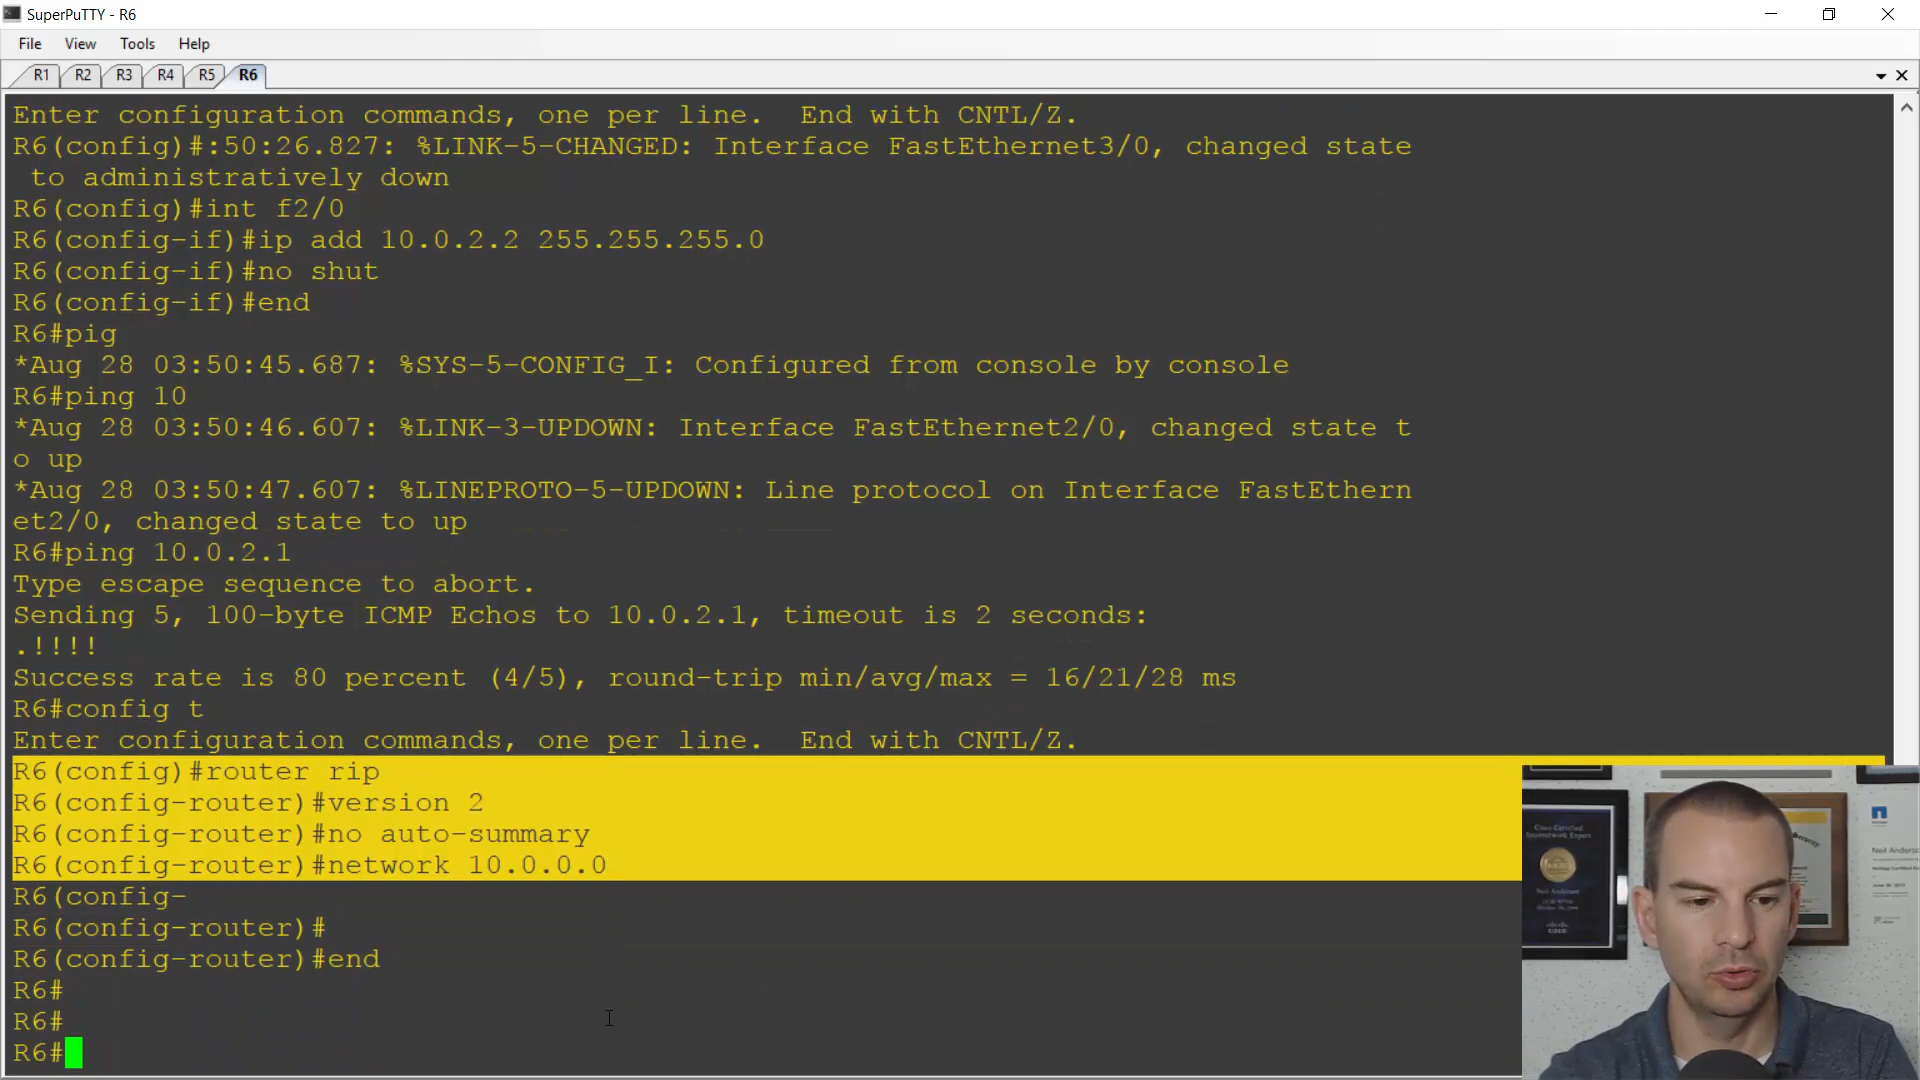 SuperPuTTY - R6
File View Tools Help
R1 R2 R3 R4 R5 R6
Enter configuration commands, one per line.  End with CNTL/Z.
R6(config)#:50:26.827: %LINK-5-CHANGED: Interface FastEthernet3/0, changed state
 to administratively down
R6(config)#int f2/0
R6(config-if)#ip add 10.0.2.2 255.255.255.0
R6(config-if)#no shut
R6(config-if)#end
R6#pig
*Aug 28 03:50:45.687: %SYS-5-CONFIG_I: Configured from console by console
R6#ping 10
*Aug 28 03:50:46.607: %LINK-3-UPDOWN: Interface FastEthernet2/0, changed state t
o up
*Aug 28 03:50:47.607: %LINEPROTO-5-UPDOWN: Line protocol on Interface FastEthern
et2/0, changed state to up
R6#ping 10.0.2.1
Type escape sequence to abort.
Sending 5, 100-byte ICMP Echos to 10.0.2.1, timeout is 2 seconds:
.!!!!
Success rate is 80 percent (4/5), round-trip min/avg/max = 16/21/28 ms
R6#config t
Enter configuration commands, one per line.  End with CNTL/Z.
R6(config)#router rip
R6(config-router)#version 2
R6(config-router)#no auto-summary
R6(config-router)#network 10.0.0.0
R6(config-
R6(config-router)#
R6(config-router)#end
R6#
R6#
R6#
Cisco Certified
Internetwork Expert
Neil Anderson